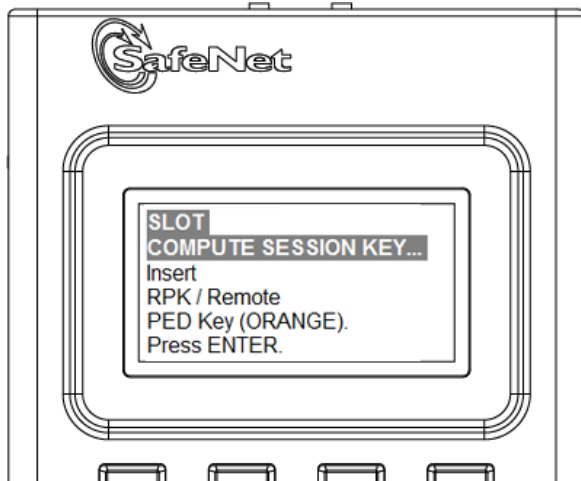 SafeNet
SLOT
COMPUTE SESSION KEY...
Insert
RPK / Remote
PED Key (ORANGE).
Press ENTER.